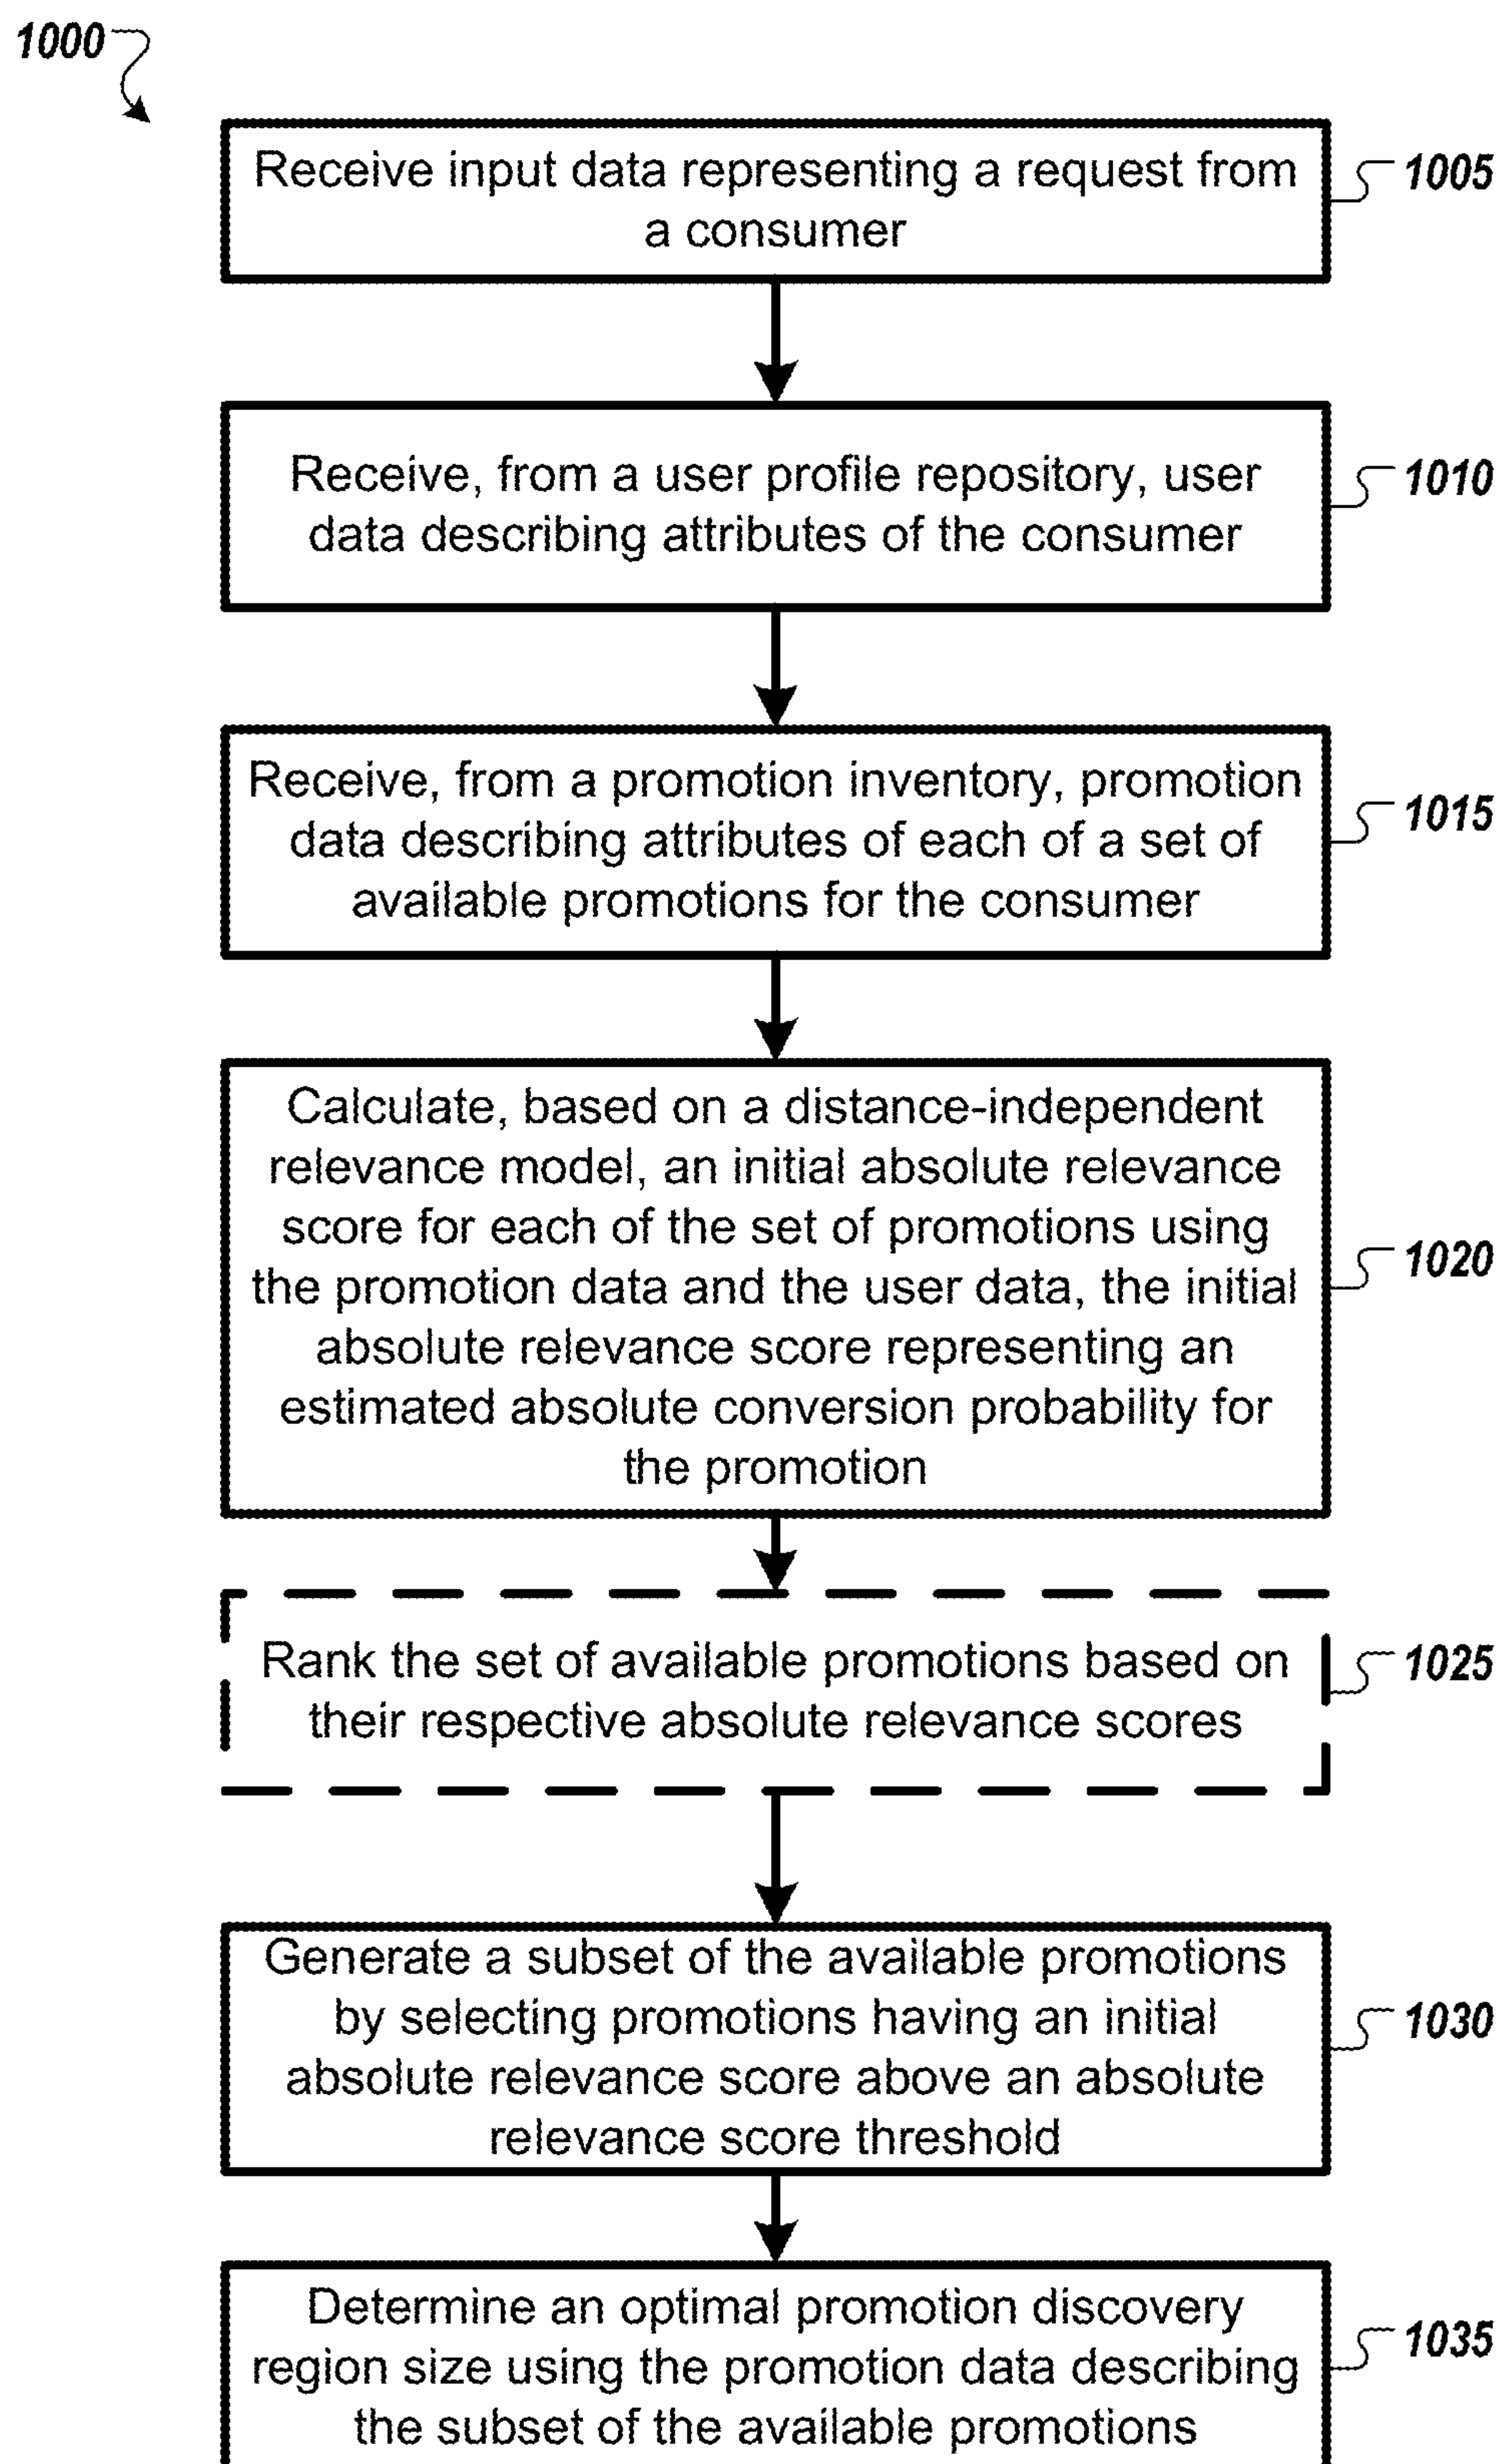 1000
Receive input data representing a request from
a consumer
1005
Receive, from a user profile repository, user
data describing attributes of the consumer
1010
Receive, from a promotion inventory, promotion
data describing attributes of each of a set of
available promotions for the consumer
1015
Calculate, based on a distance-independent
relevance model, an initial absolute relevance
score for each of the set of promotions using
the promotion data and the user data, the initial
absolute relevance score representing an
estimated absolute conversion probability for
the promotion
1020
Rank the set of available promotions based on
their respective absolute relevance scores
1025
Generate a subset of the available promotions
by selecting promotions having an initial
absolute relevance score above an absolute
relevance score threshold
1030
Determine an optimal promotion discovery
region size using the promotion data describing
the subset of the available promotions
1035